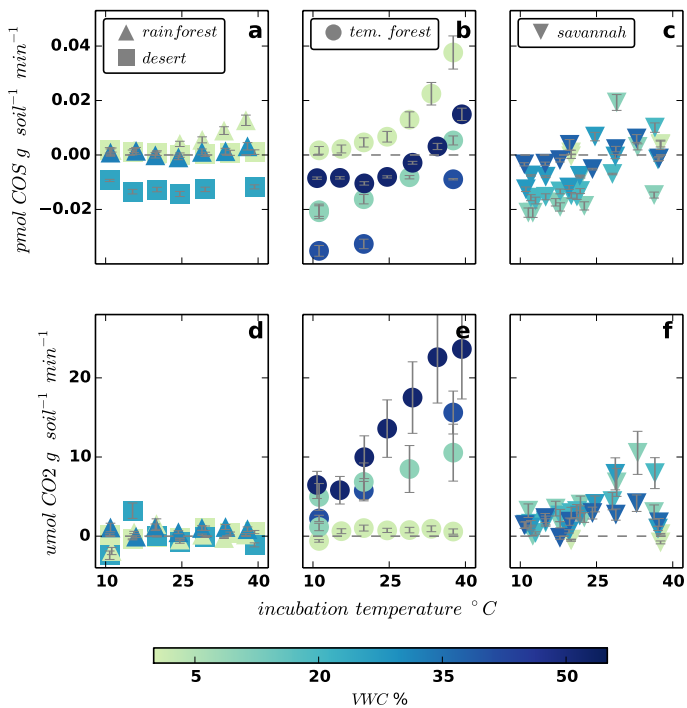 a
b
c
rainforest
desert
tem. forest
savannah
0.04
0.02
0.00
−0.02
pmol COS g soil⁻¹ min⁻¹
d
e
f
20
10
0
umol CO2 g soil⁻¹ min⁻¹
10 25 40 10 25 40 10 25 40
incubation temperature °C
5 20 35 50
VWC %